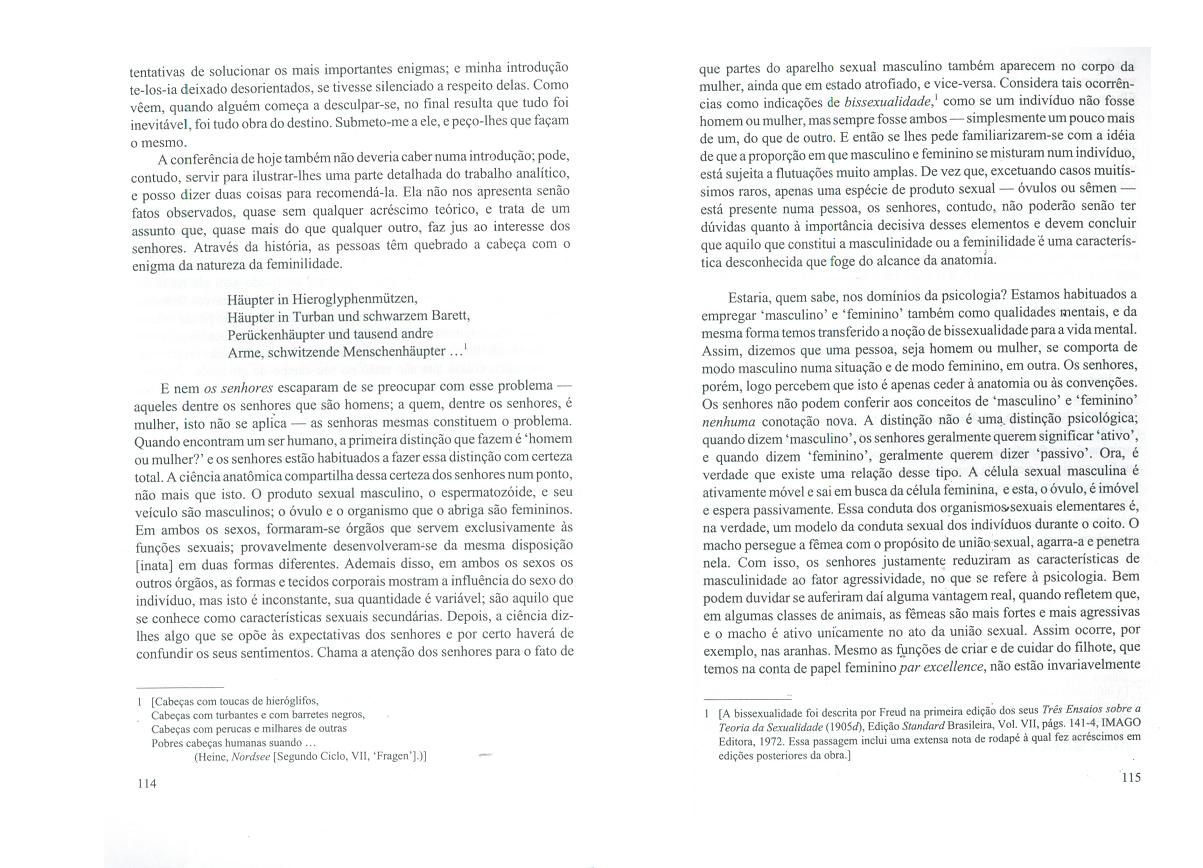 tentativas de solucionar os mais importantes enigmas; e minha introdução
te-los-ia deixado desorientados, se tivesse silenciado a respeito delas. Como
vêem, quando alguém começa a desculpar-se, no final resulta que tudo foi
inevitável, foi tudo obra do destino. Submeto-me a ele, e peço-lhes que façam
o mesmo.
A conferência de hoje também não deveria caber numa introdução; pode,
contudo, servir para ilustrar-lhes uma parte detalhada do trabalho analítico,
e posso dizer duas coisas para recomendá-la. Ela não nos apresenta senão
fatos observados, quase sem qualquer acréscimo teórico, e trata de um
assunto que, quase mais do que qualquer outro, faz jus ao interesse dos
senhores. Através da história, as pessoas têm quebrado a cabeça com o
enigma da natureza da feminilidade.
Häupter in Hieroglyphenmützen,
Häupter in Turban und schwarzem Barett,
Perückenhäupter und tausend andre
Arme, schwitzende Menschenhäupter ...¹
E nem os senhores escaparam de se preocupar com esse problema —
aqueles dentre os senhores que são homens; a quem, dentre os senhores, é
mulher, isto não se aplica — as senhoras mesmas constituem o problema.
Quando encontram um ser humano, a primeira distinção que fazem é ‘homem
ou mulher?’ e os senhores estão habituados a fazer essa distinção com certeza
total. A ciência anatômica compartilha dessa certeza dos senhores num ponto,
não mais que isto. O produto sexual masculino, o espermatozóide, e seu
veículo são masculinos; o óvulo e o organismo que o abriga são femininos.
Em ambos os sexos, formaram-se órgãos que servem exclusivamente às
funções sexuais; provavelmente desenvolveram-se da mesma disposição
[inata] em duas formas diferentes. Ademais disso, em ambos os sexos os
outros órgãos, as formas e tecidos corporais mostram a influência do sexo do
indivíduo, mas isto é inconstante, sua quantidade é variável; são aquilo que
se conhece como características sexuais secundárias. Depois, a ciência diz-
lhes algo que se opõe às expectativas dos senhores e por certo haverá de
confundir os seus sentimentos. Chama a atenção dos senhores para o fato de
1 [Cabeças com toucas de hieróglifos,
Cabeças com turbantes e com barretes negros,
Cabeças com perucas e milhares de outras
Pobres cabeças humanas suando ...
(Heine, Nordsee [Segundo Ciclo, VII, ‘Fragen’].)]
114
que partes do aparelho sexual masculino também aparecem no corpo da
mulher, ainda que em estado atrofiado, e vice-versa. Considera tais ocorrên-
cias como indicações de bissexualidade,¹ como se um indivíduo não fosse
homem ou mulher, mas sempre fosse ambos — simplesmente um pouco mais
de um, do que de outro. E então se lhes pede familiarizarem-se com a idéia
de que a proporção em que masculino e feminino se misturam num indivíduo,
está sujeita a flutuações muito amplas. De vez que, excetuando casos muitís-
simos raros, apenas uma espécie de produto sexual — óvulos ou sêmen —
está presente numa pessoa, os senhores, contudo, não poderão senão ter
dúvidas quanto à importância decisiva desses elementos e devem concluir
que aquilo que constitui a masculinidade ou a feminilidade é uma caracterís-
tica desconhecida que foge do alcance da anatomia.
Estaria, quem sabe, nos domínios da psicologia? Estamos habituados a
empregar ‘masculino’ e ‘feminino’ também como qualidades mentais, e da
mesma forma temos transferido a noção de bissexualidade para a vida mental.
Assim, dizemos que uma pessoa, seja homem ou mulher, se comporta de
modo masculino numa situação e de modo feminino, em outra. Os senhores,
porém, logo percebem que isto é apenas ceder à anatomia ou às convenções.
Os senhores não podem conferir aos conceitos de ‘masculino’ e ‘feminino’
nenhuma conotação nova. A distinção não é uma distinção psicológica;
quando dizem ‘masculino’, os senhores geralmente querem significar ‘ativo’,
e quando dizem ‘feminino’, geralmente querem dizer ‘passivo’. Ora, é
verdade que existe uma relação desse tipo. A célula sexual masculina é
ativamente móvel e sai em busca da célula feminina, e esta, o óvulo, é imóvel
e espera passivamente. Essa conduta dos organismos sexuais elementares é,
na verdade, um modelo da conduta sexual dos indivíduos durante o coito. O
macho persegue a fêmea com o propósito de união sexual, agarra-a e penetra
nela. Com isso, os senhores justamente reduziram as características de
masculinidade ao fator agressividade, no que se refere à psicologia. Bem
podem duvidar se auferiram daí alguma vantagem real, quando refletem que,
em algumas classes de animais, as fêmeas são mais fortes e mais agressivas
e o macho é ativo unicamente no ato da união sexual. Assim ocorre, por
exemplo, nas aranhas. Mesmo as funções de criar e de cuidar do filhote, que
temos na conta de papel feminino par excellence, não estão invariavelmente
1 [A bissexualidade foi descrita por Freud na primeira edição dos seus Três Ensaios sobre a
Teoria da Sexualidade (1905d), Edição Standard Brasileira, Vol. VII, págs. 141-4, IMAGO
Editora, 1972. Essa passagem inclui uma extensa nota de rodapé à qual fez acréscimos em
edições posteriores da obra.]
115